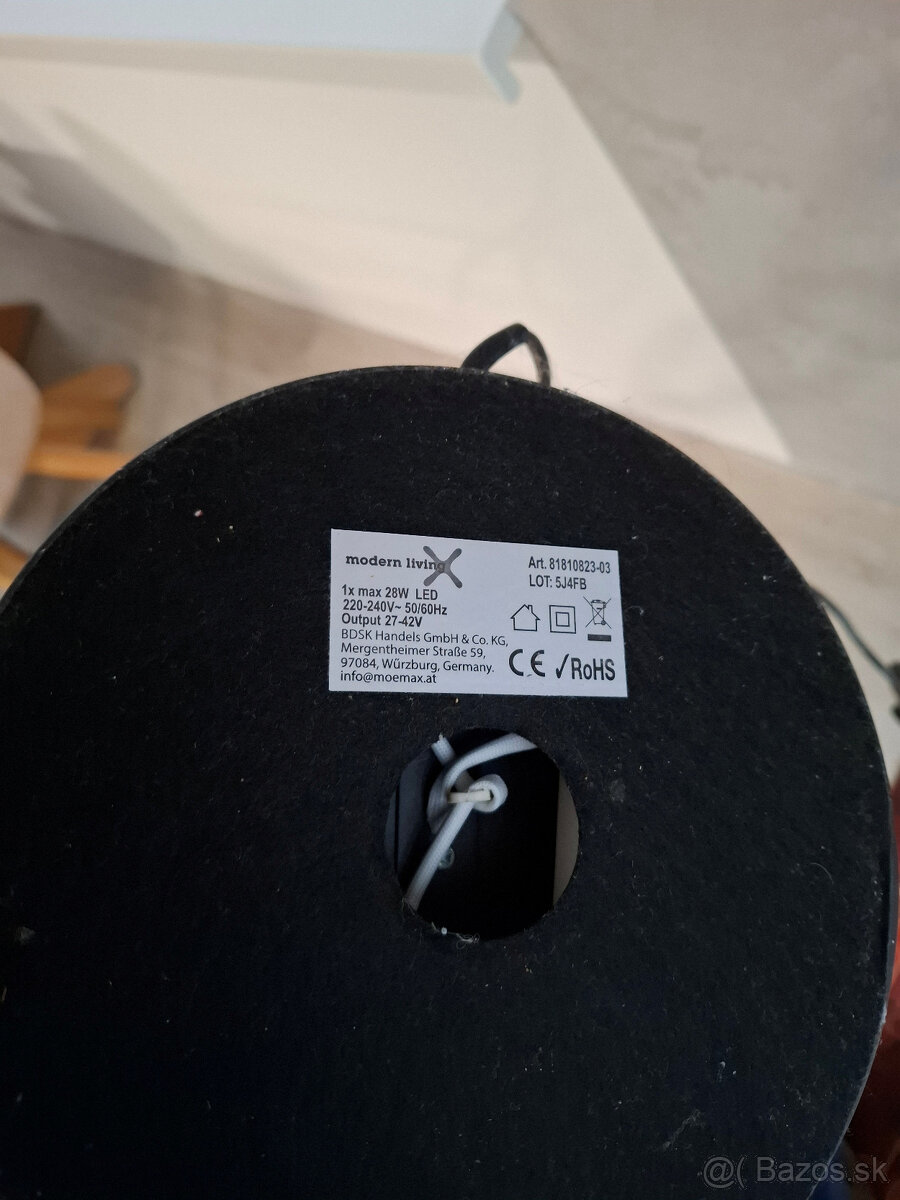 modern living
Art. 81810823-03
LOT: 5J4FB
1x max 28W LED
220-240V~ 50/60Hz
Output 27-42V
BDSK Handels GmbH & Co. KG,
Mergentheimer Straße 59,
97084, Würzburg, Germany.
info@moemax.at
CE ✓RoHS
@( Bazos.sk